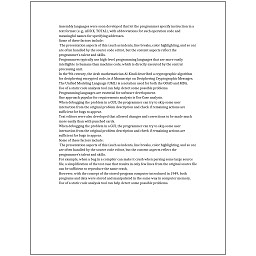 learnable languages were soon developed that let the programmer specify instruction in a
text format (e.g., ADD X, TOTAL), with abbreviations for each operation code and
meaningful names for specifying addresses.
Some of these factors include:
The presentation aspects of this (such as indents, line breaks, color highlighting, and so on)
are often handled by the source code editor, but the content aspects reflect the
programmer's talent and skills.
Programmers typically use high-level programming languages that are more easily
intelligible to humans than machine code, which is directly executed by the central
processing unit.
In the 9th century, the Arab mathematician Al-Kindi described a cryptographic algorithm
for deciphering encrypted code, in A Manuscript on Deciphering Cryptographic Messages.
The Unified Modeling Language (UML) is a notation used for both the OOAD and MDA.
Use of a static code analysis tool can help detect some possible problems.
Programming languages are essential for software development.
One approach popular for requirements analysis is Use Case analysis.
When debugging the problem in a GUI, the programmer can try to skip some user
interaction from the original problem description and check if remaining actions are
sufficient for bugs to appear.
Text editors were also developed that allowed changes and corrections to be made much
more easily than with punched cards.
When debugging the problem in a GUI, the programmer can try to skip some user
interaction from the original problem description and check if remaining actions are
sufficient for bugs to appear.
Some of these factors include:
The presentation aspects of this (such as indents, line breaks, color highlighting, and so on)
are often handled by the source code editor, but the content aspects reflect the
programmer's talent and skills.
For example, when a bug in a compiler can make it crash when parsing some large source
file, a simplification of the test case that results in only few lines from the original source file
can be sufficient to reproduce the same crash.
However, with the concept of the stored-program computer introduced in 1949, both
programs and data were stored and manipulated in the same way in computer memory.
Use of a static code analysis tool can help detect some possible problems.